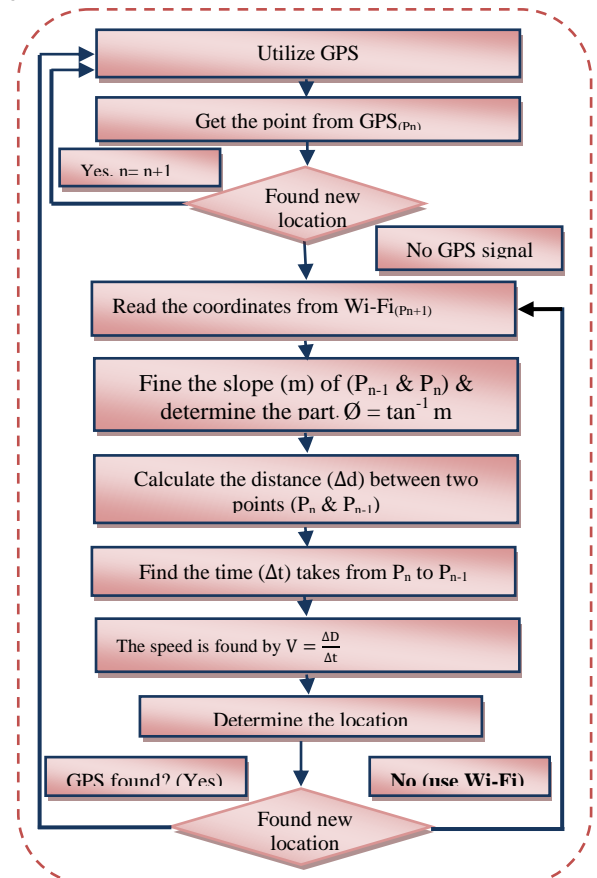 Utilize GPS
Get the point from GPS(Pn)
Yes. n= n+1
Found new
location
No GPS signal
Read the coordinates from Wi-Fi(Pn+1)
Fine the slope (m) of (Pn-1 & Pn) &
determine the part. Ø = tan-1 m
Calculate the distance (Δd) between two
points (Pn & Pn-1)
Find the time (Δt) takes from Pn to Pn-1
The speed is found by V = ΔD/Δt
Determine the location
GPS found? (Yes)
No (use Wi-Fi)
Found new
location